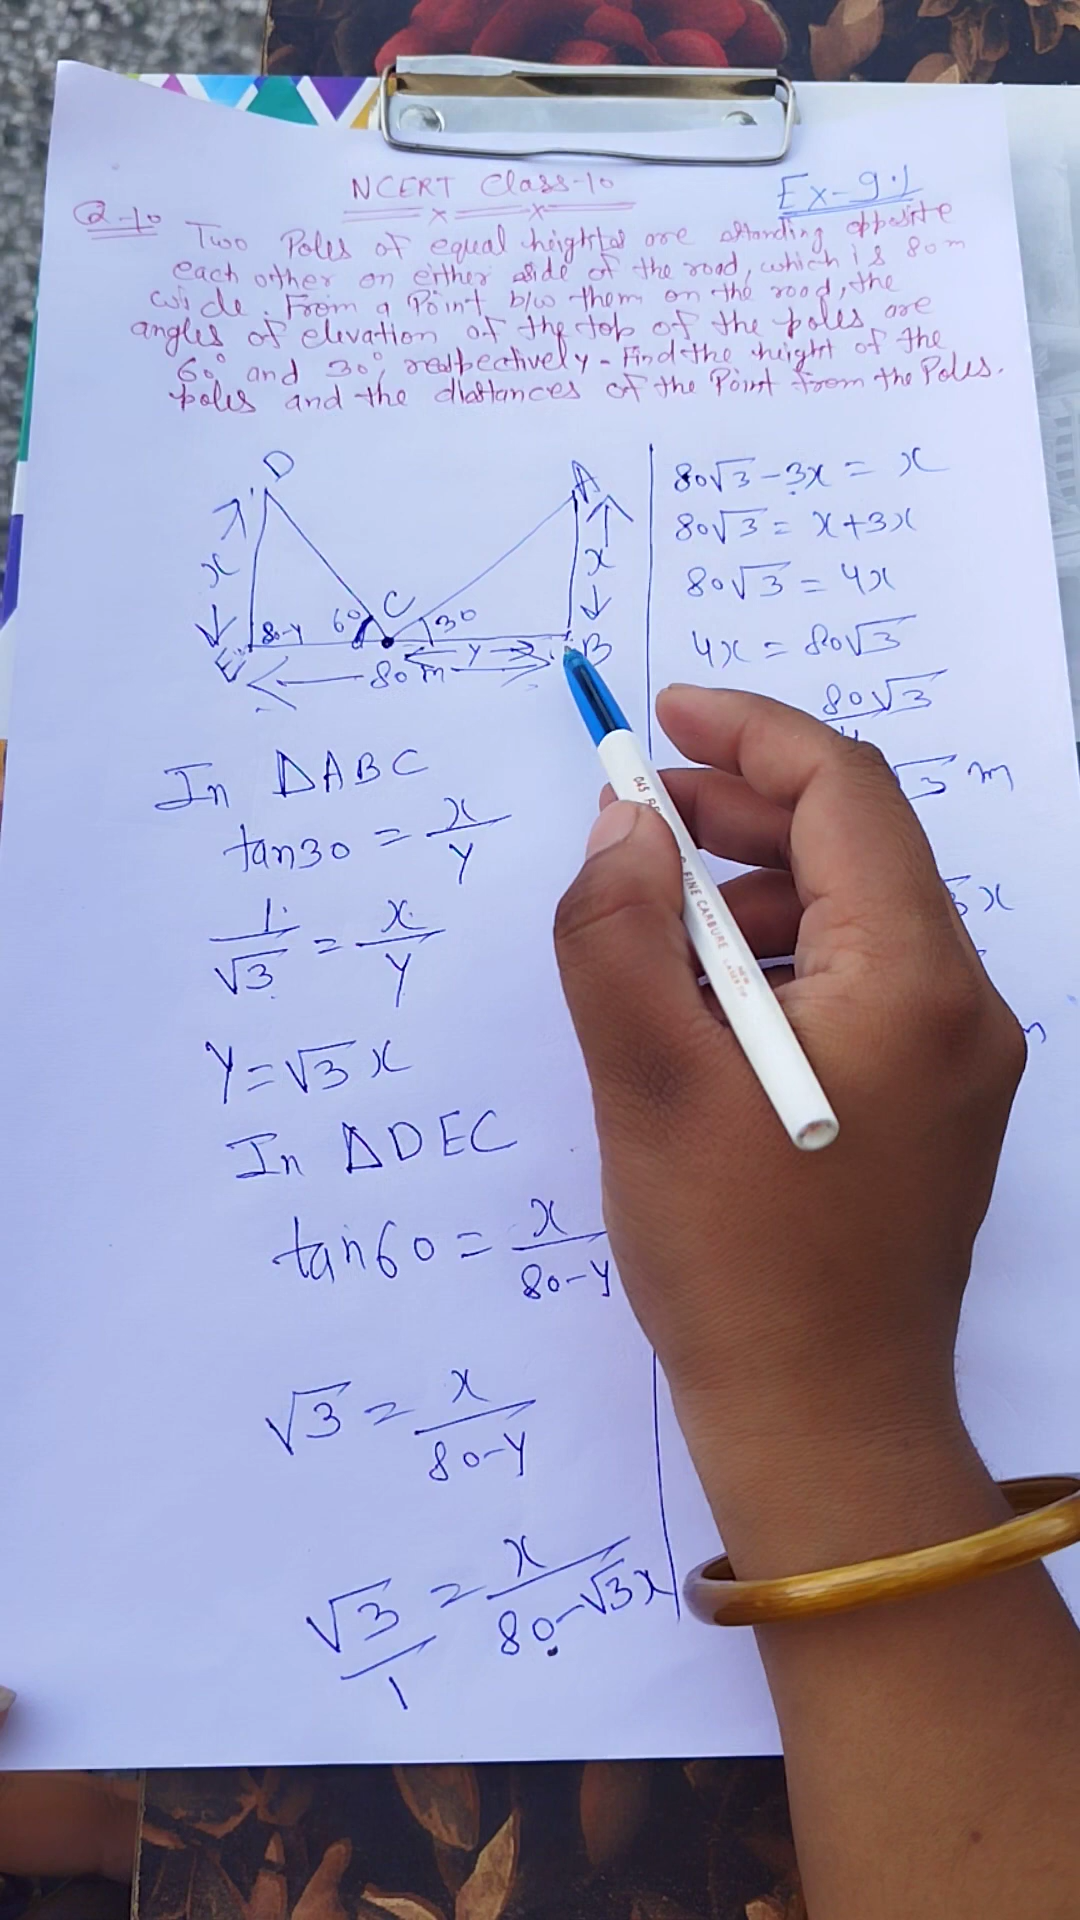 NCERT Class-10
Ex-9.1
Q-10 Two Poles of equal heights are standing opposite
each other on either side of the road, which is 80m
wide. From a Point b/w them on the road, the
angles of elevation of the top of the poles are
60° and 30°, respectively - Find the height of the
poles and the distances of the Point from the Poles.
D
A
x
x
C
60
30
80-y
E
y
B
80 m
In ΔABC
tan30 = x/y
1/√3 = x/y
y = √3 x
In ΔDEC
tan60 = x/80-y
√3 = x/80-y
√3/1 = x/80-√3x
80√3 - 3x = x
80√3 = x+3x
80√3 = 4x
4x = 80√3
80√3
√3 m
x
FINE CARBURE